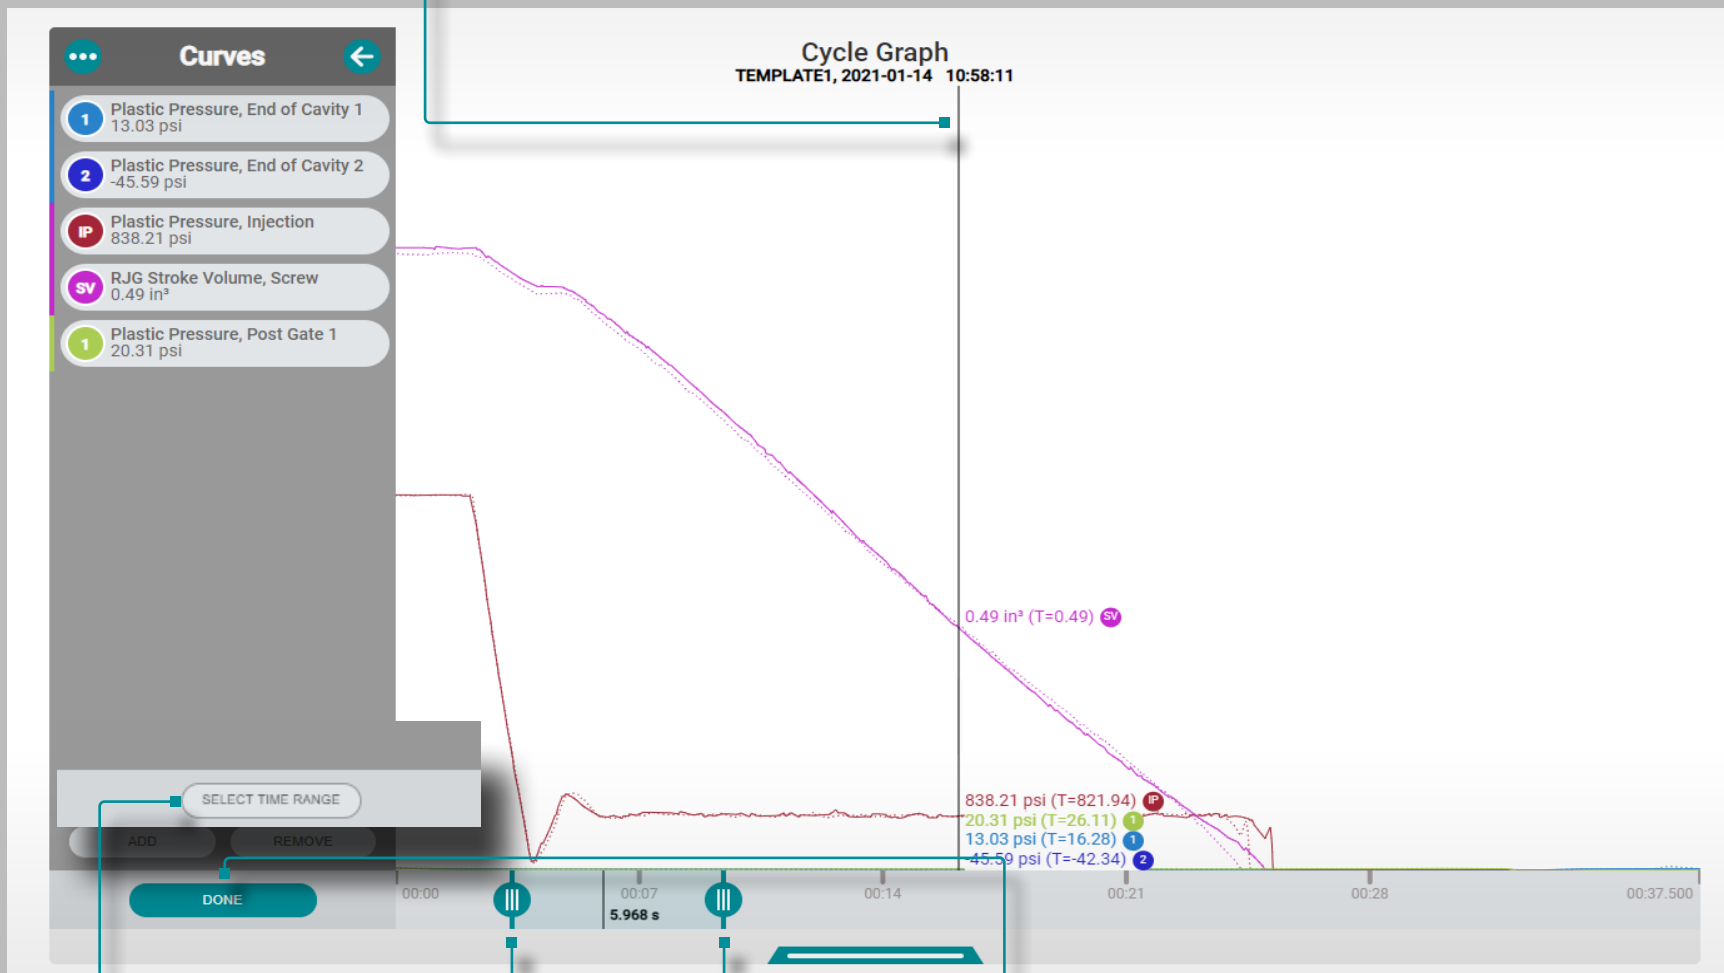 Curves
1
Plastic Pressure, End of Cavity 1
13.03 psi
2
Plastic Pressure, End of Cavity 2
-45.59 psi
IP
Plastic Pressure, Injection
838.21 psi
SV
RJG Stroke Volume, Screw
0.49 in³
1
Plastic Pressure, Post Gate 1
20.31 psi
SELECT TIME RANGE
ADD
REMOVE
DONE
Cycle Graph
TEMPLATE1, 2021-01-14 10:58:11
0.49 in³ (T=0.49) SV
838.21 psi (T=821.94) IP
20.31 psi (T=26.11) 1
13.03 psi (T=16.28) 1
-45.59 psi (T=-42.34) 2
00:00 00:07 00:14 00:21 00:28 00:37.500
5.968 s